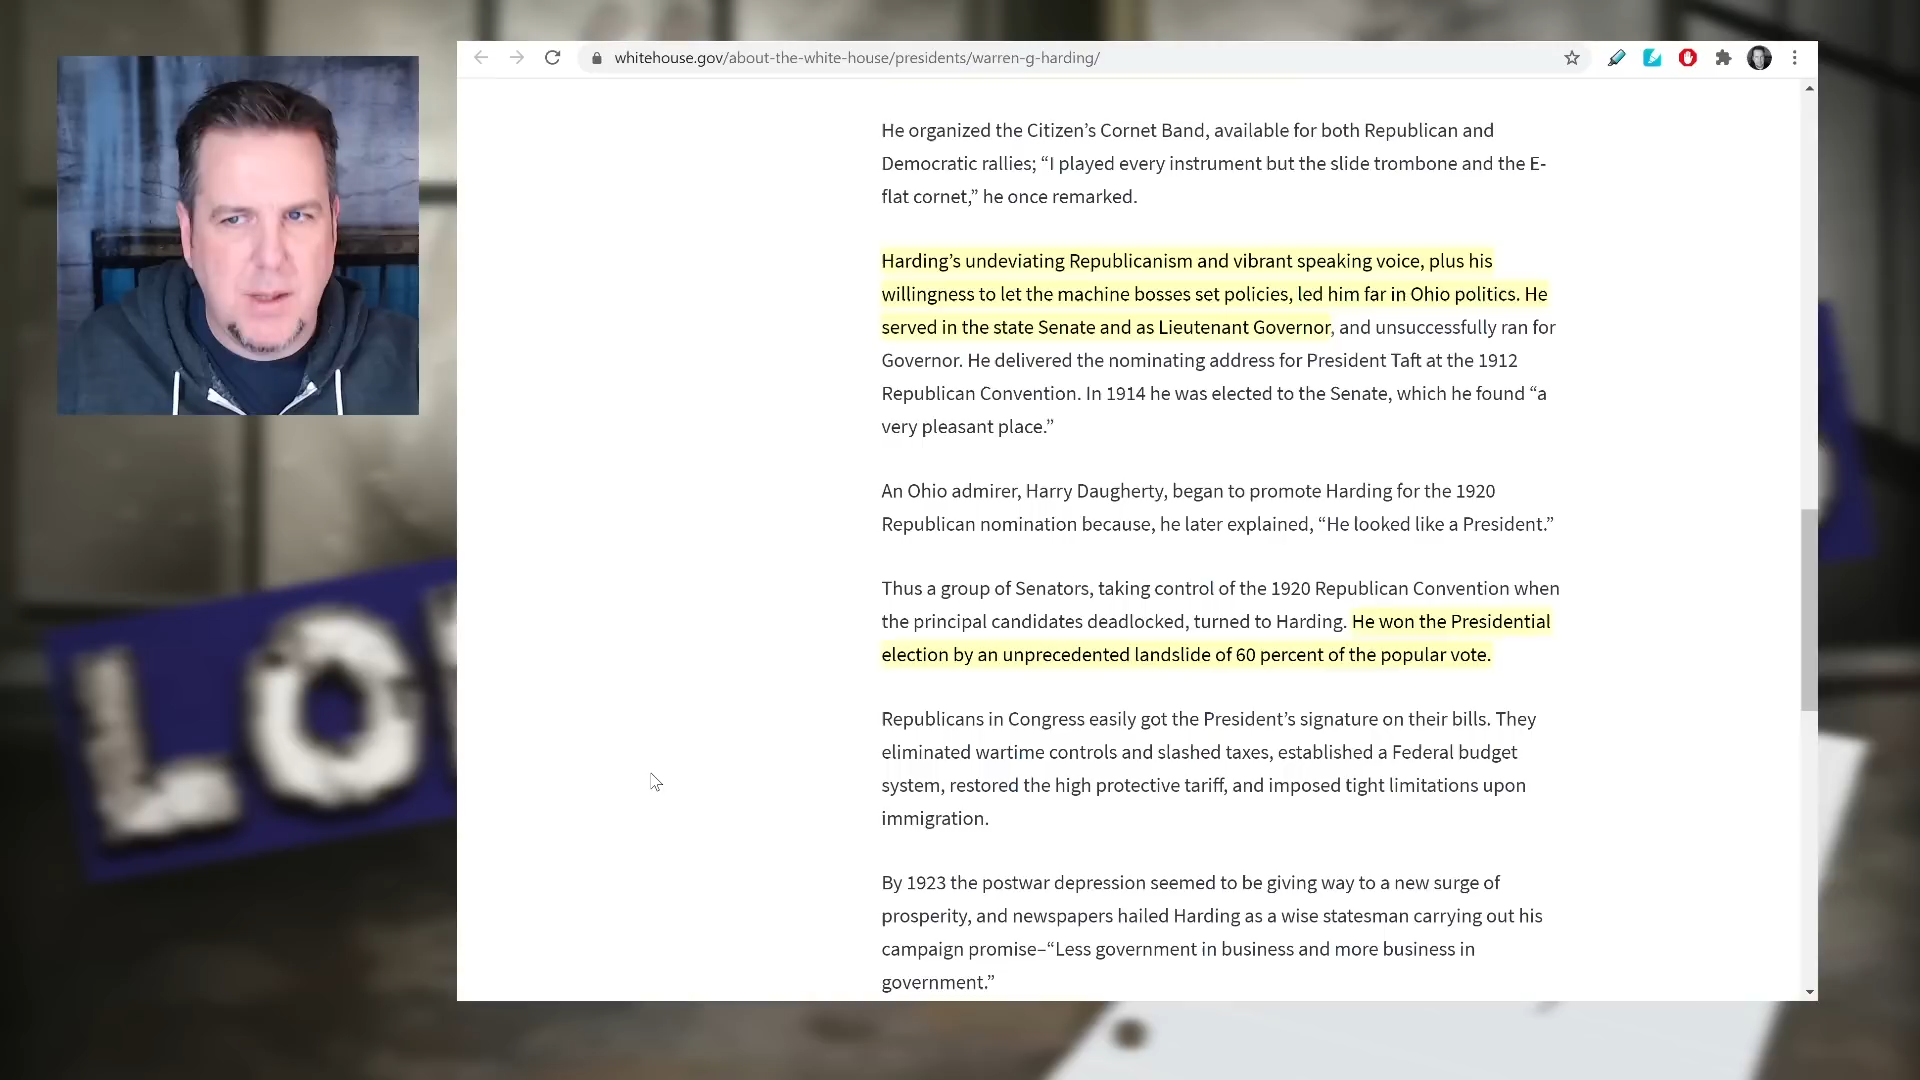 whitehouse.gov/about-the-white-house/presidents/warren-g-harding/
He organized the Citizen’s Cornet Band, available for both Republican and
Democratic rallies; “I played every instrument but the slide trombone and the E-
flat cornet,” he once remarked.
Harding’s undeviating Republicanism and vibrant speaking voice, plus his
willingness to let the machine bosses set policies, led him far in Ohio politics. He
served in the state Senate and as Lieutenant Governor, and unsuccessfully ran for
Governor. He delivered the nominating address for President Taft at the 1912
Republican Convention. In 1914 he was elected to the Senate, which he found “a
very pleasant place.”
An Ohio admirer, Harry Daugherty, began to promote Harding for the 1920
Republican nomination because, he later explained, “He looked like a President.”
Thus a group of Senators, taking control of the 1920 Republican Convention when
the principal candidates deadlocked, turned to Harding. He won the Presidential
election by an unprecedented landslide of 60 percent of the popular vote.
Republicans in Congress easily got the President’s signature on their bills. They
eliminated wartime controls and slashed taxes, established a Federal budget
system, restored the high protective tariff, and imposed tight limitations upon
immigration.
By 1923 the postwar depression seemed to be giving way to a new surge of
prosperity, and newspapers hailed Harding as a wise statesman carrying out his
campaign promise–“Less government in business and more business in
government.”